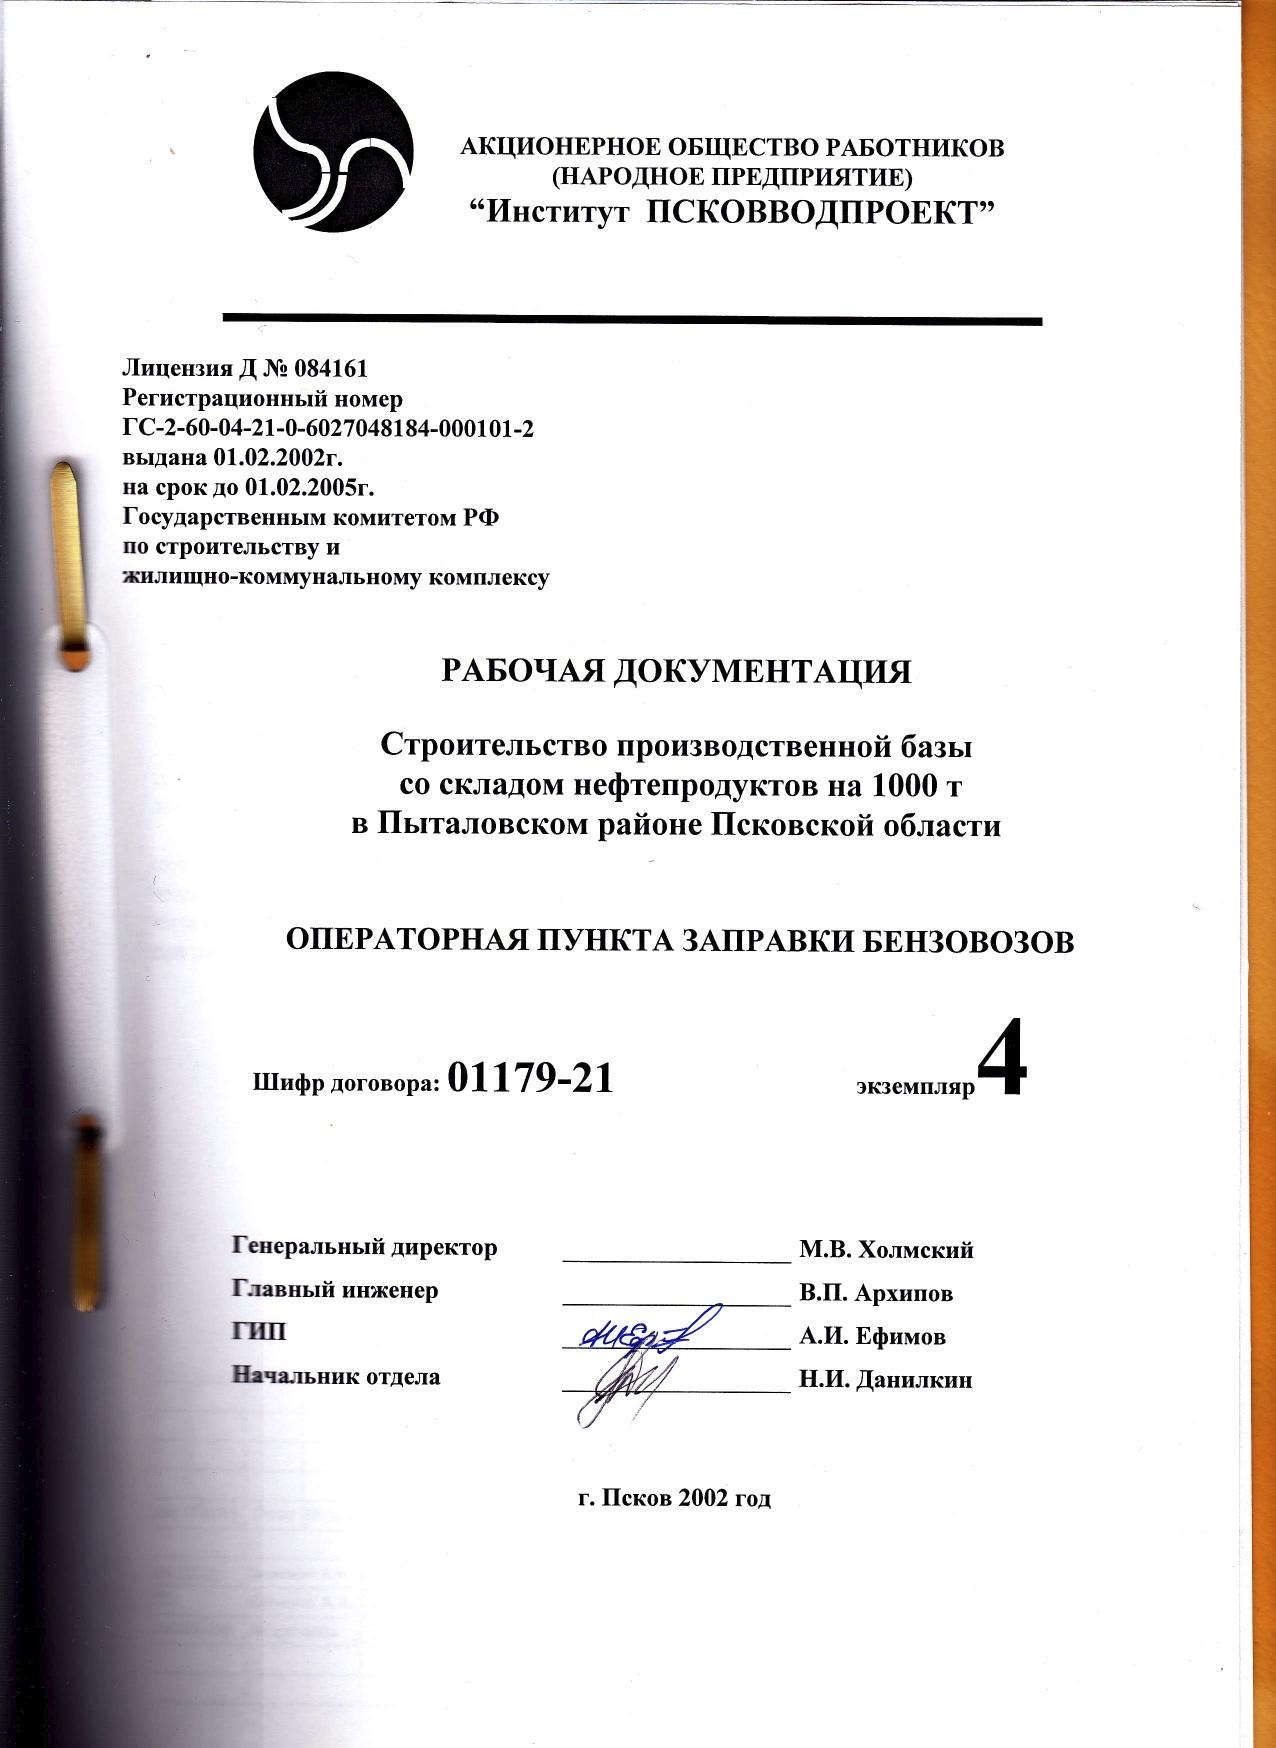 АКЦИОНЕРНОЕ ОБЩЕСТВО РАБОТНИКОВ
(НАРОДНОЕ ПРЕДПРИЯТИЕ)
“Институт ПСКОВВОДПРОЕКТ”
Лицензия Д № 084161
Регистрационный номер
ГС-2-60-04-21-0-6027048184-000101-2
выдана 01.02.2002г.
на срок до 01.02.2005г.
Государственным комитетом РФ
по строительству и
жилищно-коммунальному комплексу
РАБОЧАЯ ДОКУМЕНТАЦИЯ
Строительство производственной базы
со складом нефтепродуктов на 1000 т
в Пыталовском районе Псковской области
ОПЕРАТОРНАЯ ПУНКТА ЗАПРАВКИ БЕНЗОВОЗОВ
Шифр договора: 01179-21 экземпляр 4
Генеральный директор М.В. Холмский
Главный инженер В.П. Архипов
ГИП А.И. Ефимов
Начальник отдела Н.И. Данилкин
г. Псков 2002 год